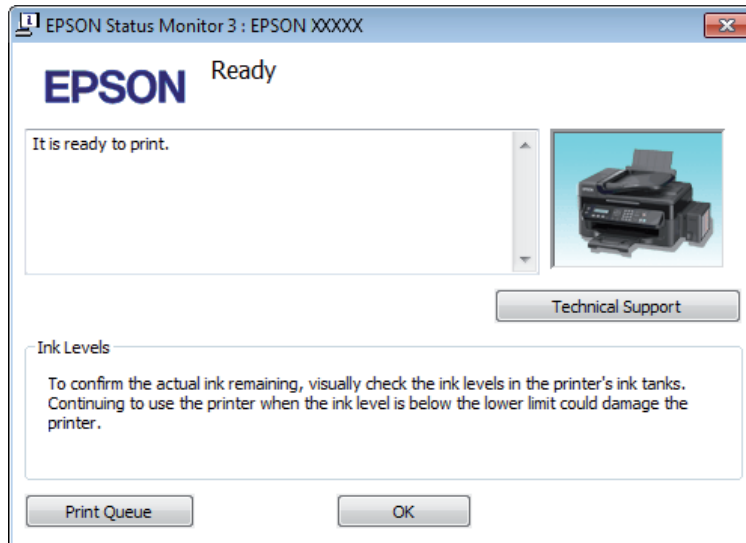 EPSON Status Monitor 3 : EPSON XXXXX
EPSON
Ready
It is ready to print.
Technical Support
Ink Levels
To confirm the actual ink remaining, visually check the ink levels in the printer's ink tanks.
Continuing to use the printer when the ink level is below the lower limit could damage the
printer.
Print Queue
OK